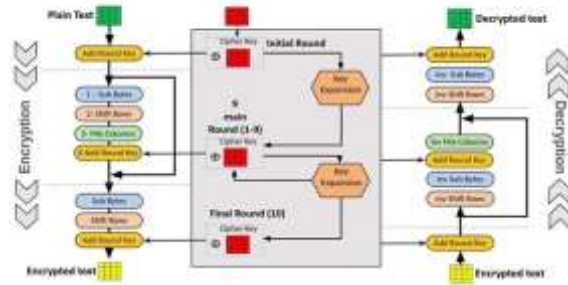 Plain Text
Add Round Key
1 - Sub Bytes
2- Shift Rows
3- Mix Columns
4 Add Round Key
Sub Bytes
Shift Rows
Add Round Key
Encrypted text
Encryption
Cipher Key
Initial Round
Key
Expansion
9
main
Round (1-9)
Cipher Key
Key
Expansion
Final Round (10)
Cipher Key
Decrypted text
Add Round Key
Inv- Sub Bytes
Inv- Shift Rows
Inv- Mix Columns
Add Round Key
Inv Sub Bytes
Inv Shift Rows
Add Round Key
Encrypted text
Decryption